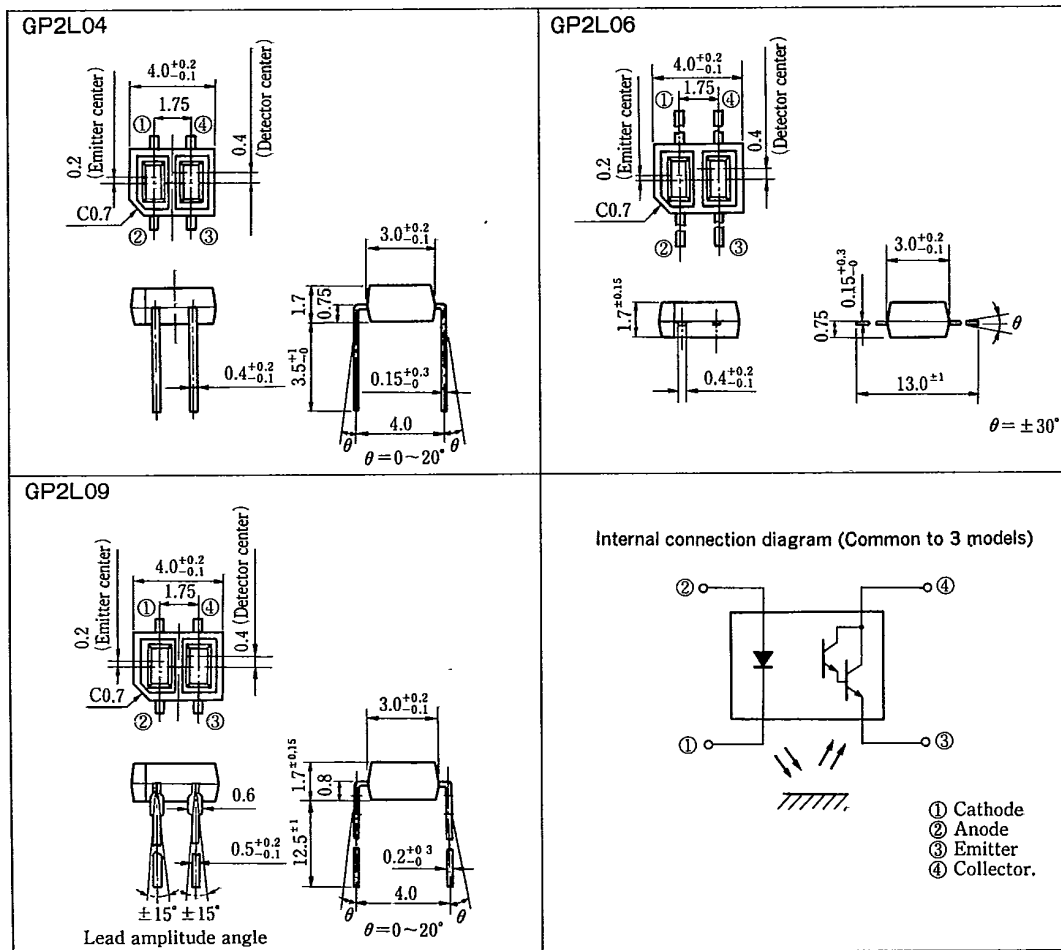 GP2L04
4.0+0.2-0.1
1.75
① ④
0.2
(Emitter center)
0.4
(Detector center)
C0.7
② ③
3.0+0.2-0.1
1.7
0.75
3.5±1-0
0.4+0.2-0.1
0.15+0.3-0
4.0
θ θ
θ=0~20°
GP2L06
4.0+0.2-0.1
1.75
① ④
0.2
(Emitter center)
0.4
(Detector center)
C0.7
② ③
3.0+0.2-0.1
0.15+0.3-0
1.7±0.15
0.75
θ
0.4+0.2-0.1
13.0±1
θ=±30°
GP2L09
4.0+0.2-0.1
1.75
① ④
0.2
(Emitter center)
0.4 (Detector center)
C0.7
② ③
3.0+0.2-0.1
1.7±0.15
0.8
12.5±1
0.6
0.5+0.2-0.1
0.2+0.3-0
4.0
±15° ±15°
θ θ
θ=0~20°
Lead amplitude angle
Internal connection diagram (Common to 3 models)
② ④
① ③
① Cathode
② Anode
③ Emitter
④ Collector.